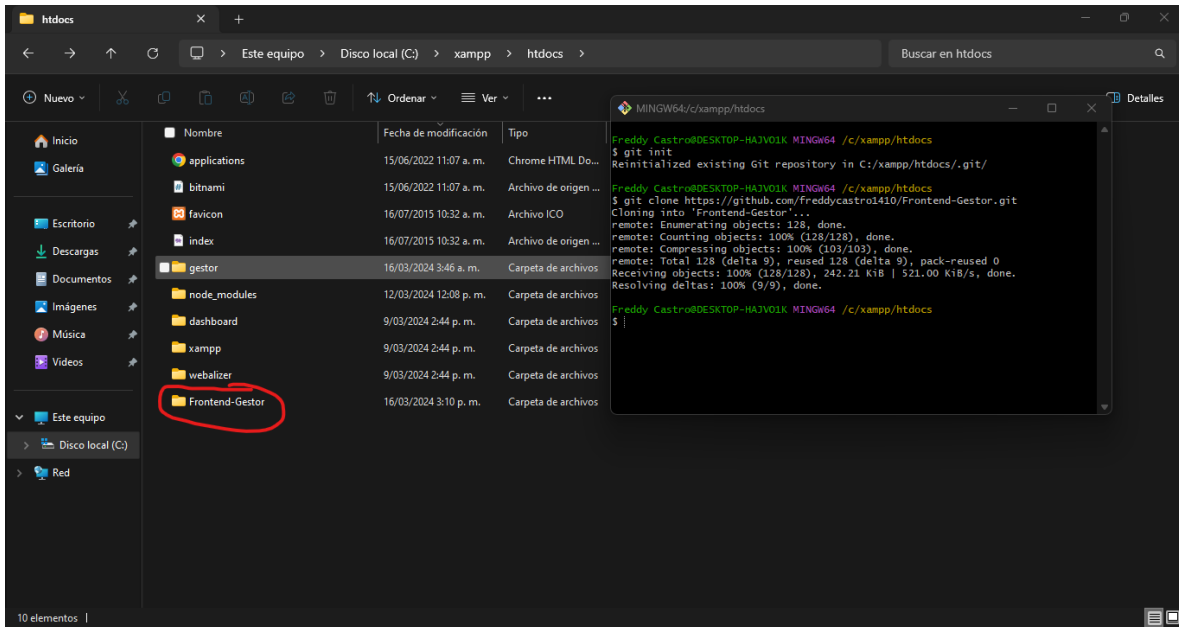 htdocs
Este equipo > Disco local (C:) > xampp > htdocs >
Buscar en htdocs
Nuevo
Ordenar
Ver
Detalles
Inicio
Galería
Escritorio
Descargas
Documentos
Imágenes
Música
Videos
Este equipo
Disco local (C:)
Red
Nombre Fecha de modificación Tipo
applications 15/06/2022 11:07 a. m. Chrome HTML Do...
bitnami 15/06/2022 11:07 a. m. Archivo de origen ...
favicon 16/07/2015 10:32 a. m. Archivo ICO
index 16/07/2015 10:32 a. m. Archivo de origen ...
gestor 16/03/2024 3:46 a. m. Carpeta de archivos
node_modules 12/03/2024 12:08 p. m. Carpeta de archivos
dashboard 9/03/2024 2:44 p. m. Carpeta de archivos
xampp 9/03/2024 2:44 p. m. Carpeta de archivos
webalizer 9/03/2024 2:44 p. m. Carpeta de archivos
Frontend-Gestor 16/03/2024 3:10 p. m. Carpeta de archivos
MINGW64:/c/xampp/htdocs
Freddy Castro@DESKTOP-HAJVO1K MINGW64 /c/xampp/htdocs
$ git init
Reinitialized existing Git repository in C:/xampp/htdocs/.git/
Freddy Castro@DESKTOP-HAJVO1K MINGW64 /c/xampp/htdocs
$ git clone https://github.com/freddycastro1410/Frontend-Gestor.git
Cloning into 'Frontend-Gestor'...
remote: Enumerating objects: 128, done.
remote: Counting objects: 100% (128/128), done.
remote: Compressing objects: 100% (103/103), done.
remote: Total 128 (delta 9), reused 128 (delta 9), pack-reused 0
Receiving objects: 100% (128/128), 242.21 KiB | 521.00 KiB/s, done.
Resolving deltas: 100% (9/9), done.
Freddy Castro@DESKTOP-HAJVO1K MINGW64 /c/xampp/htdocs
$
10 elementos